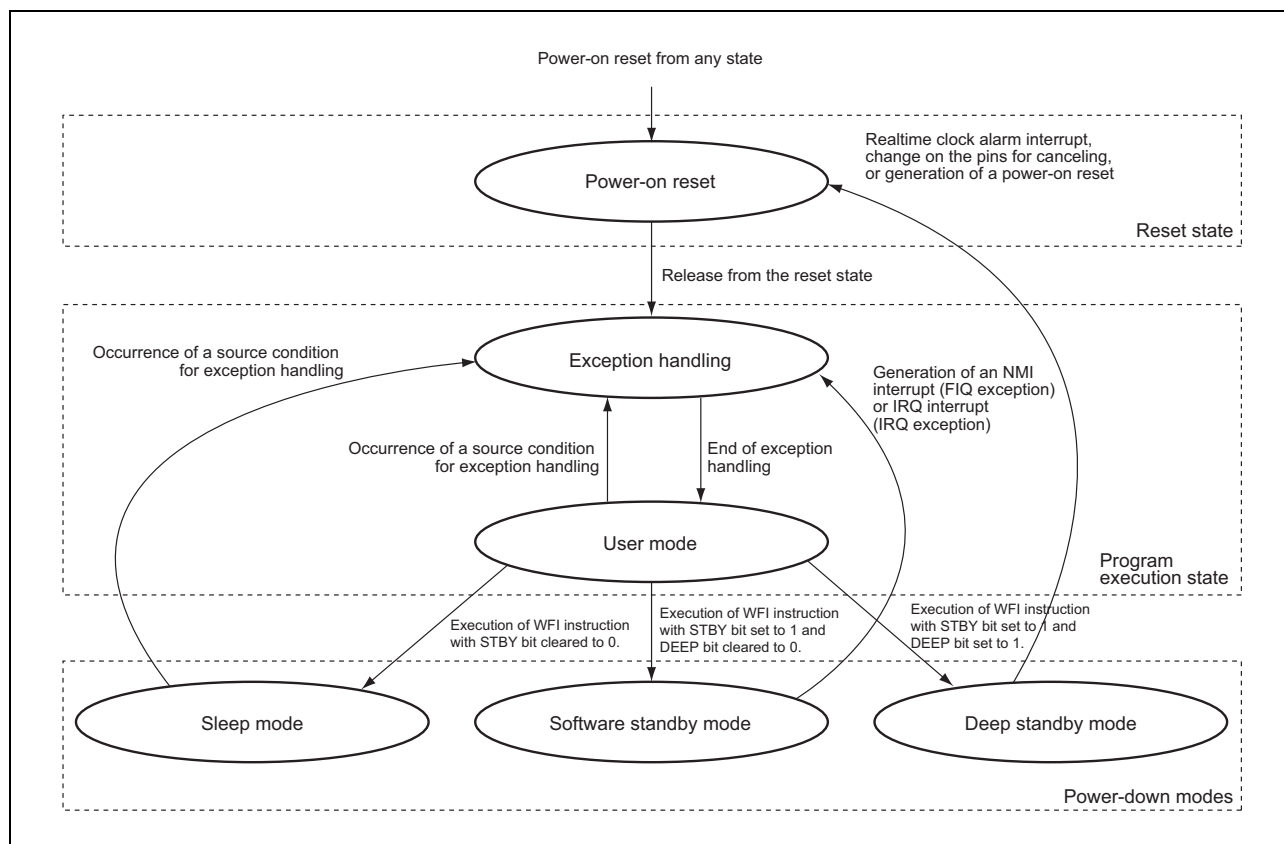 Power-on reset from any state
Realtime clock alarm interrupt,
change on the pins for canceling,
or generation of a power-on reset
Power-on reset
Reset state
Release from the reset state
Occurrence of a source condition
for exception handling
Exception handling
Generation of an NMI
interrupt (FIQ exception)
or IRQ interrupt
(IRQ exception)
Occurrence of a source condition
for exception handling
End of exception
handling
User mode
Program
execution state
Execution of WFI instruction
with STBY bit cleared to 0.
Execution of WFI instruction
with STBY bit set to 1 and
DEEP bit cleared to 0.
Execution of WFI instruction
with STBY bit set to 1 and
DEEP bit set to 1.
Sleep mode
Software standby mode
Deep standby mode
Power-down modes